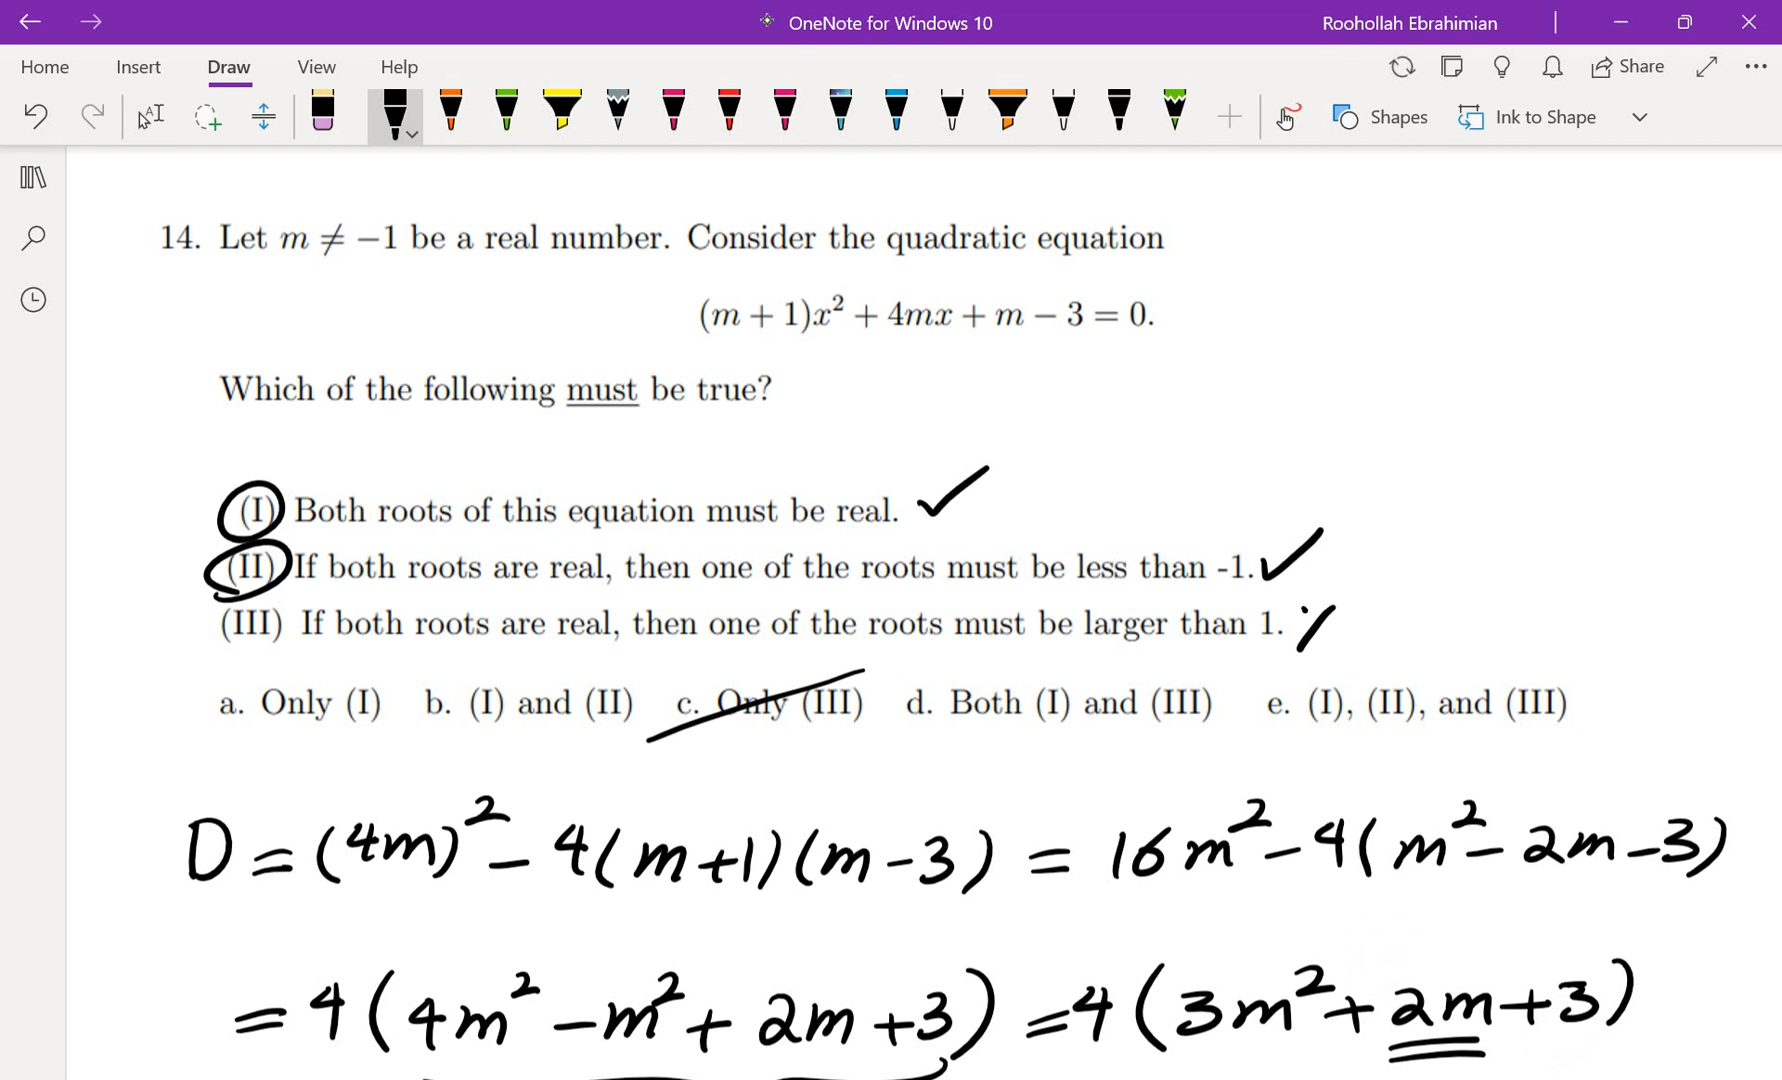 OneNote for Windows 10
Roohollah Ebrahimian
Home Insert Draw View Help
Share
Shapes
Ink to Shape
14. Let m ≠ −1 be a real number. Consider the quadratic equation
(m + 1)x² + 4mx + m − 3 = 0.
Which of the following must be true?
(I) Both roots of this equation must be real. ✓
(II) If both roots are real, then one of the roots must be less than -1. ✓
(III) If both roots are real, then one of the roots must be larger than 1.
a. Only (I) b. (I) and (II) c. Only (III) d. Both (I) and (III) e. (I), (II), and (III)
D = (4m)² − 4(m+1)(m−3) = 16m² − 4(m² − 2m − 3)
= 4(4m² − m² + 2m + 3) = 4(3m² + 2m + 3)